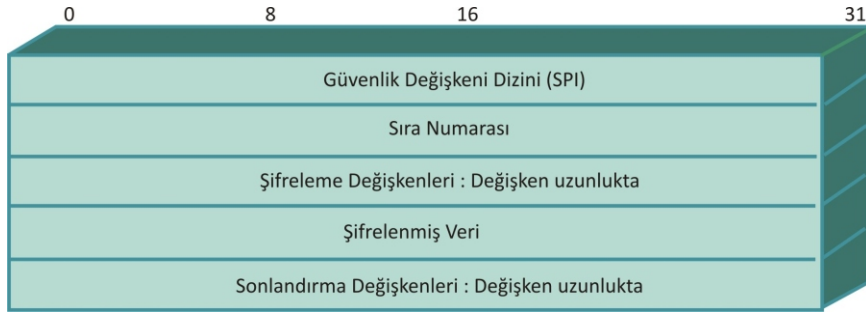 0 8 16 31
Güvenlik Değişkeni Dizini (SPI)
Sıra Numarası
Şifreleme Değişkenleri : Değişken uzunlukta
Şifrelenmiş Veri
Sonlandırma Değişkenleri : Değişken uzunlukta